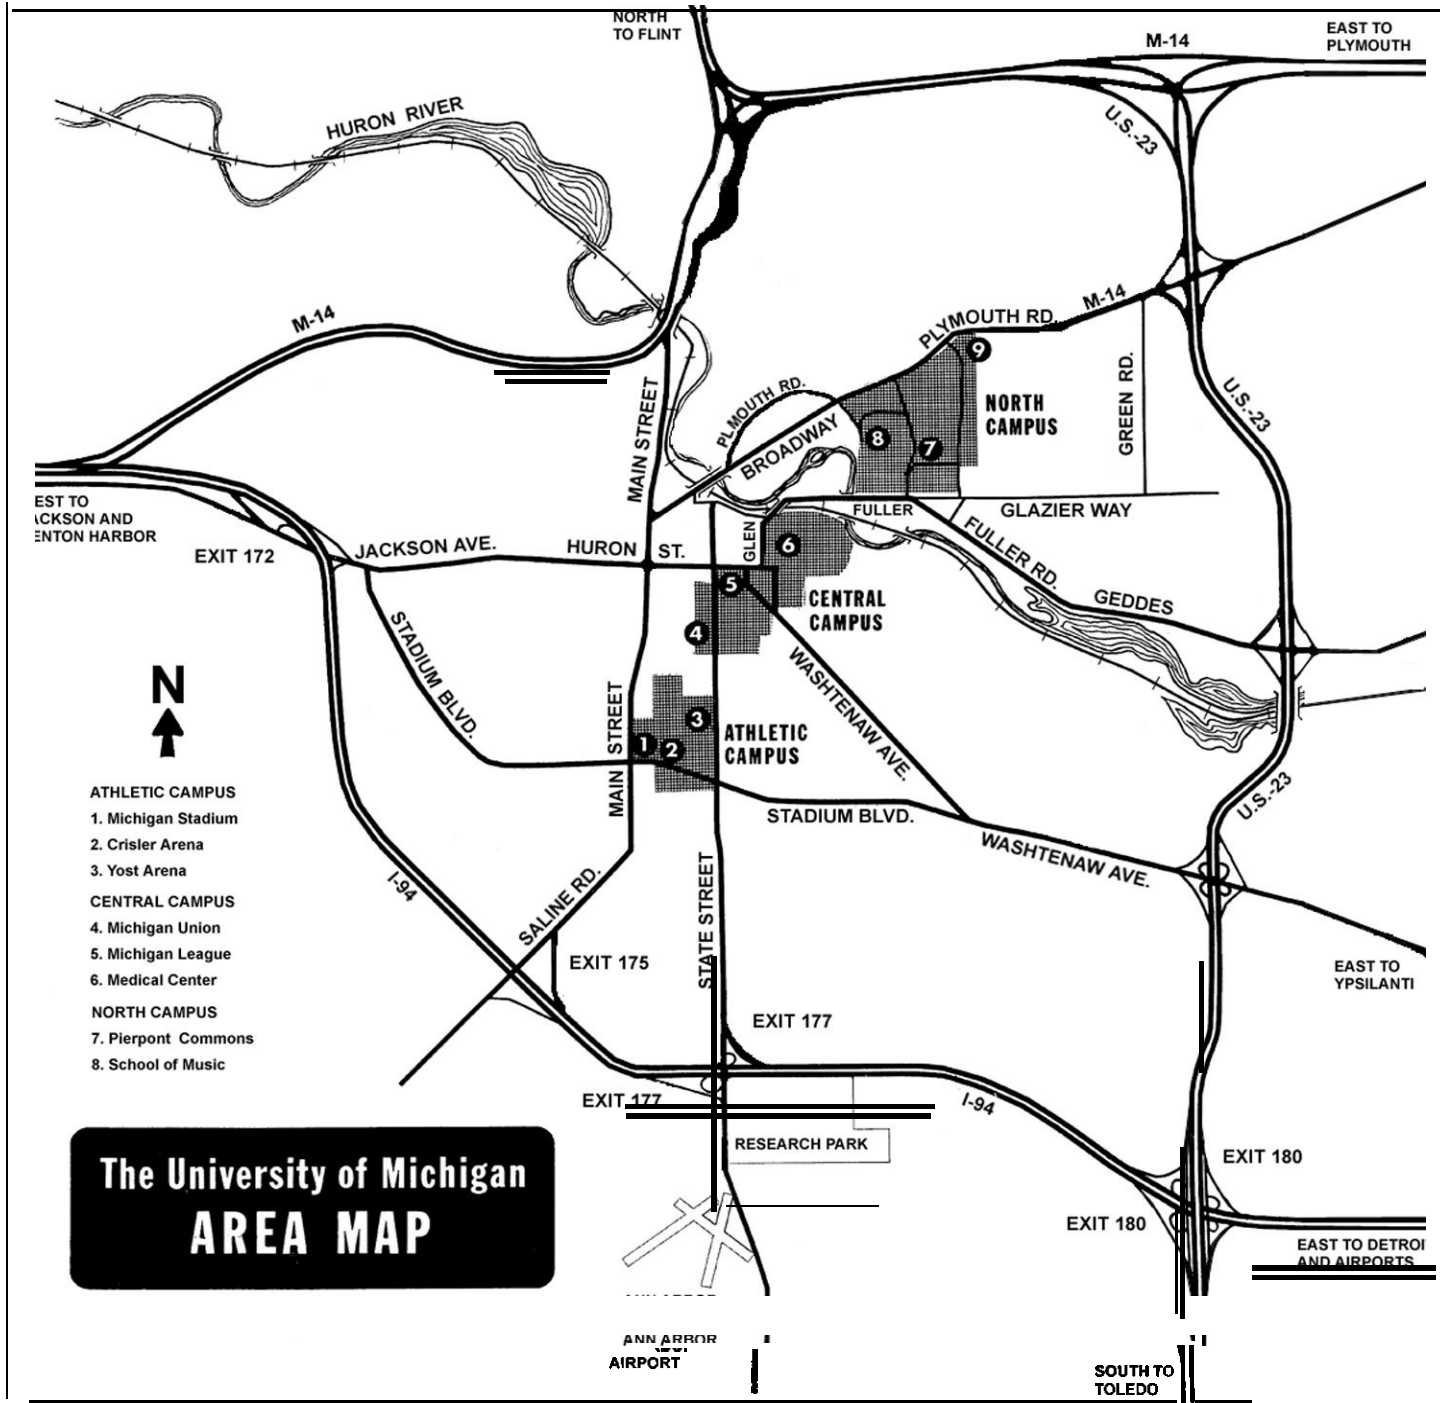 NORTH
TO FLINT
M-14
EAST TO
PLYMOUTH
HURON RIVER
U.S.-23
M-14
M-14
PLYMOUTH RD.
9
NORTH
CAMPUS
GREEN RD.
U.S.-23
MAIN STREET
PLMOUTH RD.
BROADWAY
8
7
EST TO
ACKSON AND
ENTON HARBOR
EXIT 172
JACKSON AVE.
HURON ST.
GLEN
FULLER
GLAZIER WAY
6
FULLER RD.
5
CENTRAL
CAMPUS
GEDDES
4
STADIUM BLVD.
WASHTENAW AVE.
N
MAIN STREET
3
1
2
ATHLETIC
CAMPUS
STADIUM BLVD.
U.S.-23
WASHTENAW AVE.
ATHLETIC CAMPUS
1. Michigan Stadium
2. Crisler Arena
3. Yost Arena
CENTRAL CAMPUS
4. Michigan Union
5. Michigan League
6. Medical Center
NORTH CAMPUS
7. Pierpont Commons
8. School of Music
I-94
SALINE RD.
STATE STREET
EXIT 175
EAST TO
YPSILANTI
EXIT 177
EXIT 177
I-94
RESEARCH PARK
EXIT 180
EXIT 180
The University of Michigan
AREA MAP
EAST TO DETROI
AND AIRPORTS
ANN ARBOR
AIRPORT
SOUTH TO
TOLEDO